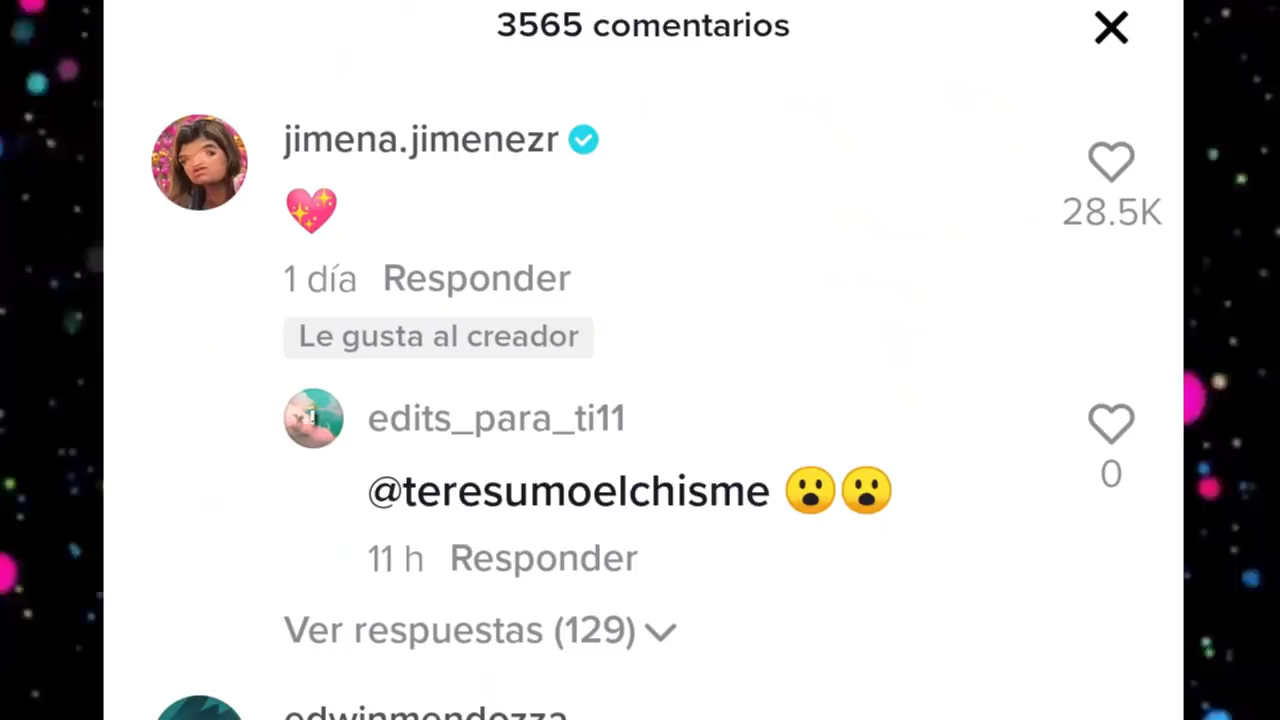 3565 comentarios
jimena.jimenezr
💖
28.5K
1 día Responder
Le gusta al creador
edits_para_ti11
@teresumoelchisme 😮😮
0
11 h Responder
Ver respuestas (129)
edwinmendozza